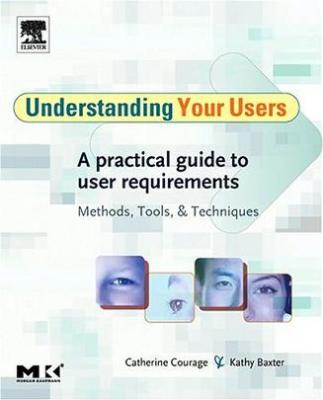 ELSEVIER
Understanding Your Users
A practical guide to
user requirements
Methods, Tools, & Techniques
Catherine Courage & Kathy Baxter
MK
MORGAN KAUFMANN